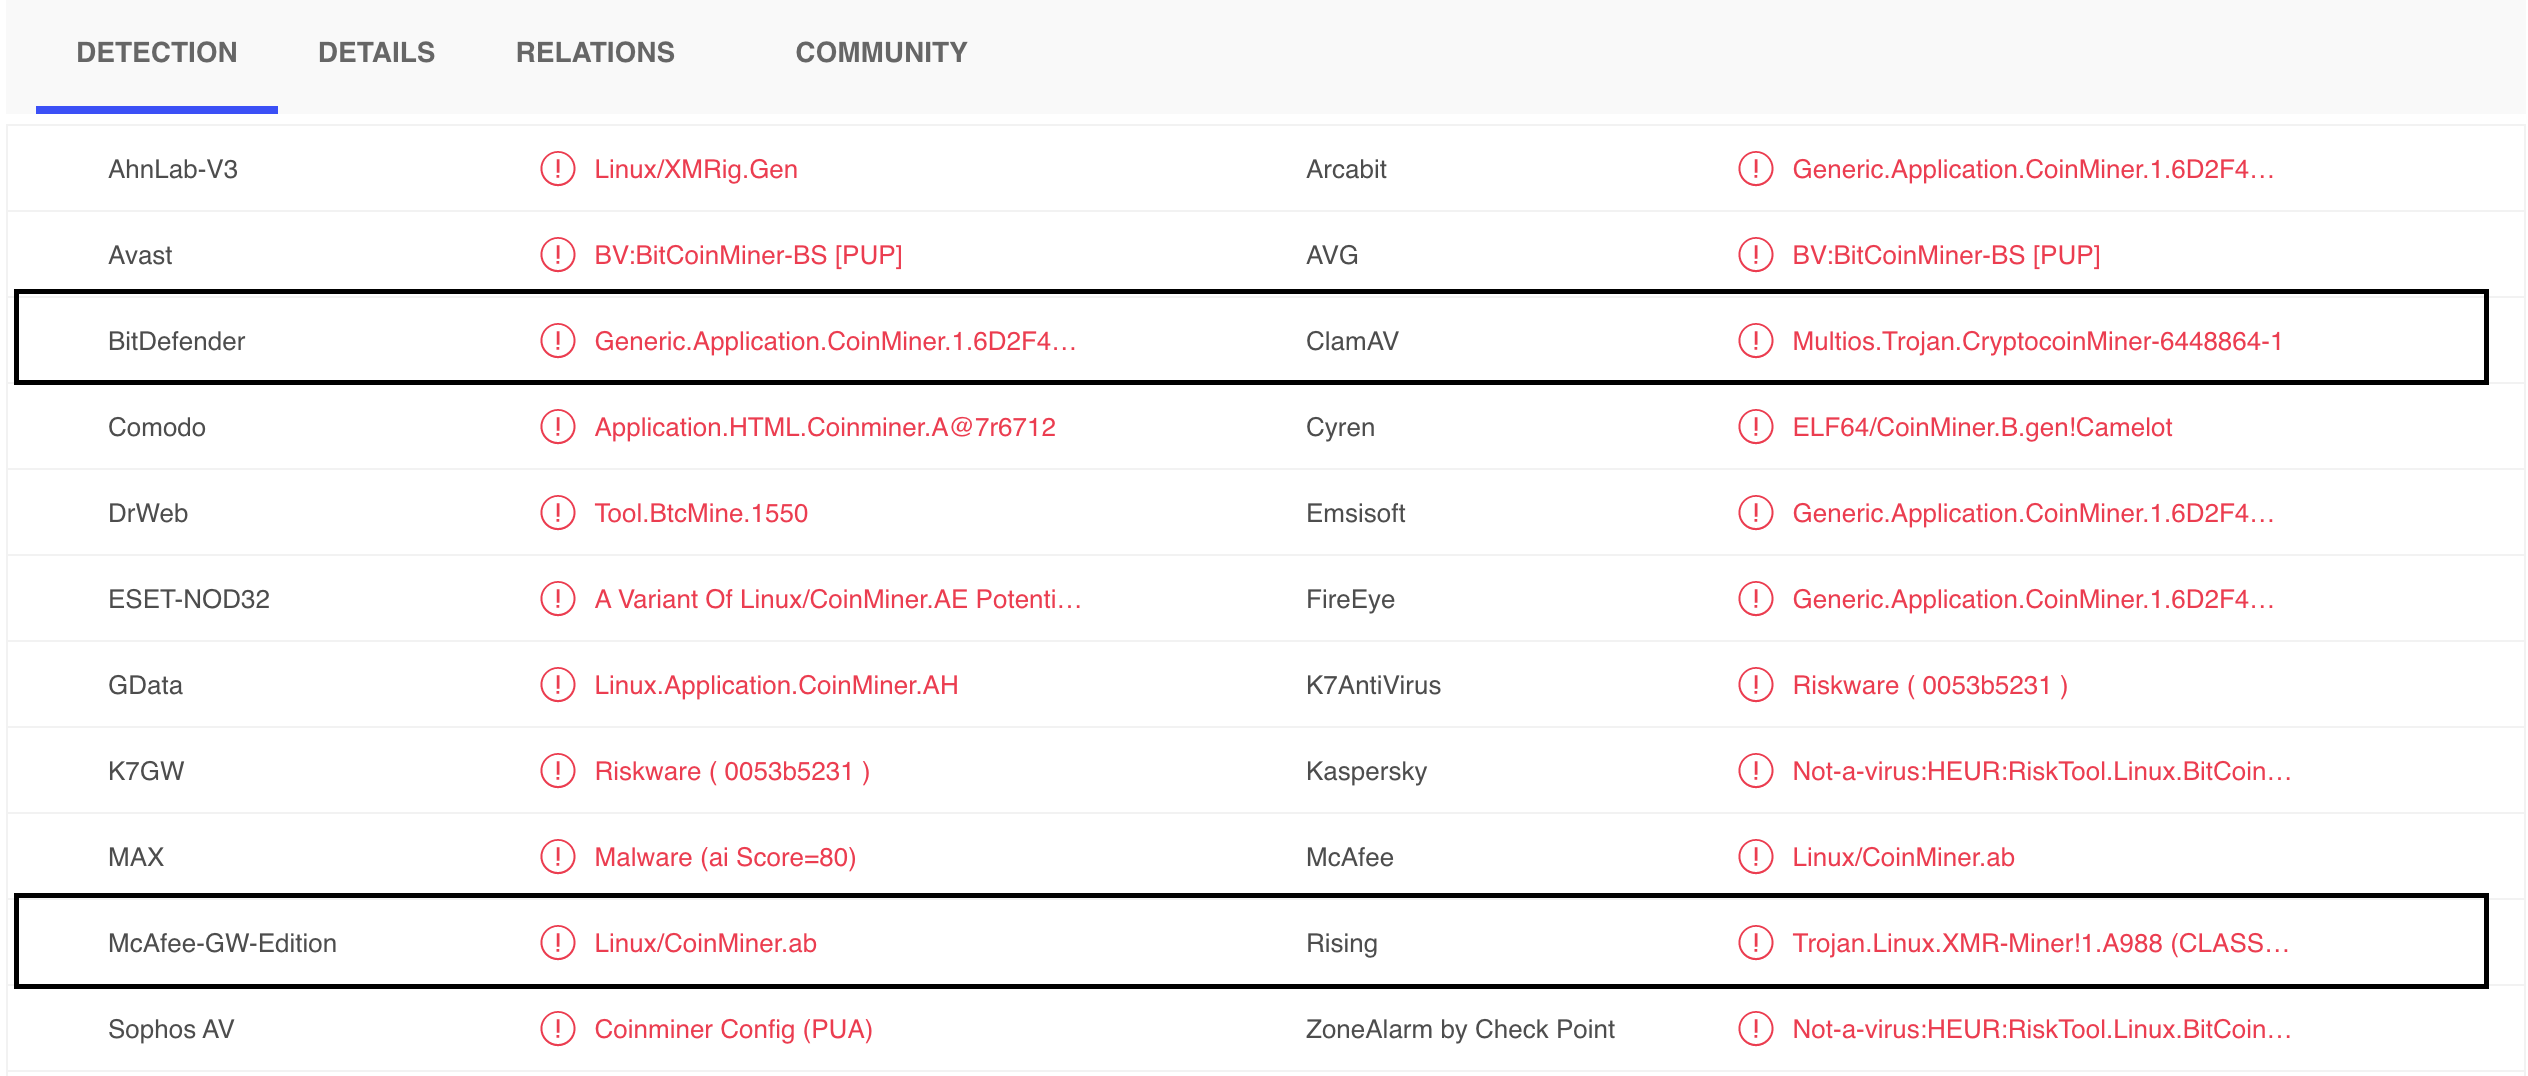 DETECTION DETAILS RELATIONS COMMUNITY
AhnLab-V3 Linux/XMRig.Gen Arcabit Generic.Application.CoinMiner.1.6D2F4...
Avast BV:BitCoinMiner-BS [PUP] AVG BV:BitCoinMiner-BS [PUP]
BitDefender Generic.Application.CoinMiner.1.6D2F4... ClamAV Multios.Trojan.CryptocoinMiner-6448864-1
Comodo Application.HTML.Coinminer.A@7r6712 Cyren ELF64/CoinMiner.B.gen!Camelot
DrWeb Tool.BtcMine.1550 Emsisoft Generic.Application.CoinMiner.1.6D2F4...
ESET-NOD32 A Variant Of Linux/CoinMiner.AE Potenti... FireEye Generic.Application.CoinMiner.1.6D2F4...
GData Linux.Application.CoinMiner.AH K7AntiVirus Riskware ( 0053b5231 )
K7GW Riskware ( 0053b5231 ) Kaspersky Not-a-virus:HEUR:RiskTool.Linux.BitCoin...
MAX Malware (ai Score=80) McAfee Linux/CoinMiner.ab
McAfee-GW-Edition Linux/CoinMiner.ab Rising Trojan.Linux.XMR-Miner!1.A988 (CLASS...
Sophos AV Coinminer Config (PUA) ZoneAlarm by Check Point Not-a-virus:HEUR:RiskTool.Linux.BitCoin...